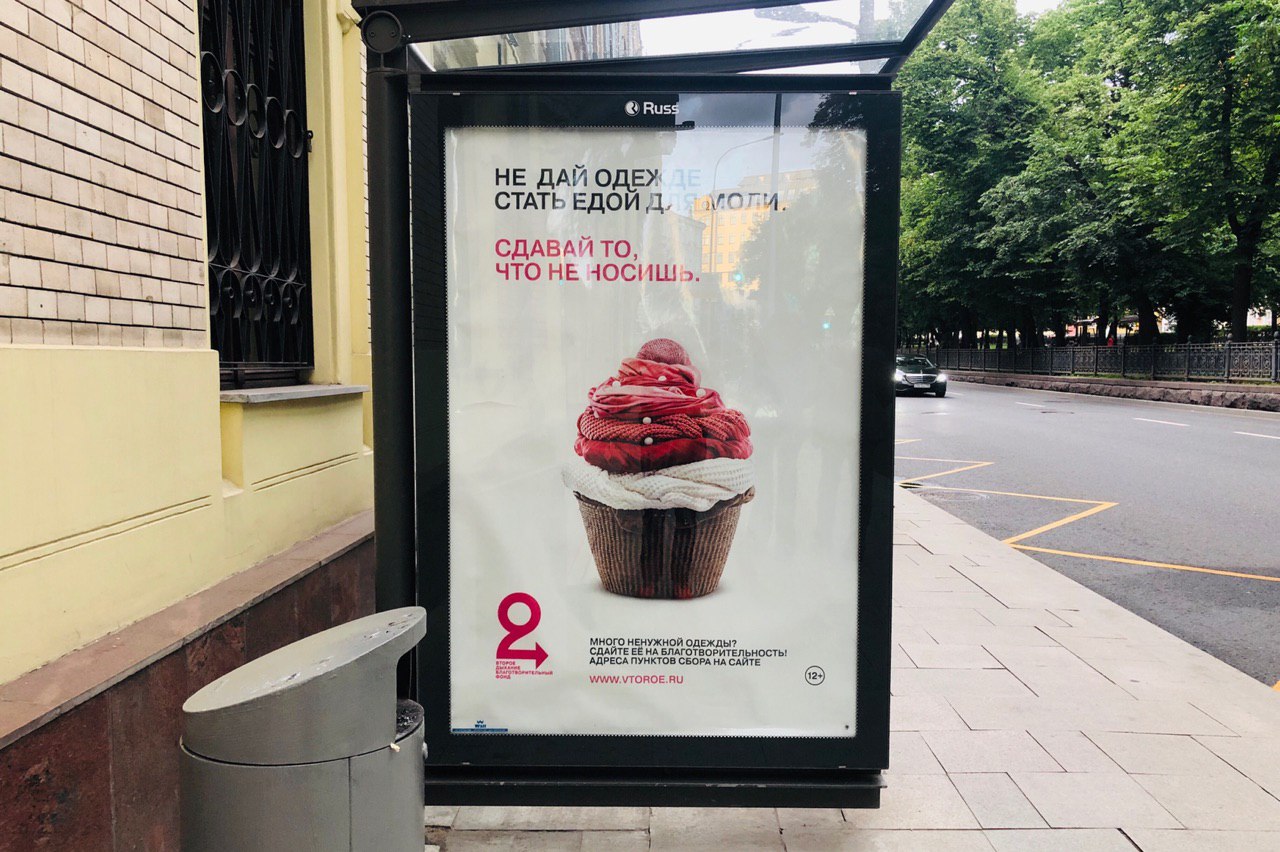 Russ
НЕ ДАЙ ОДЕЖДЕ
СТАТЬ ЕДОЙ ДЛЯ МОЛИ.
СДАВАЙ ТО,
ЧТО НЕ НОСИШЬ.
ВТОРОЕ
ДЫХАНИЕ
БЛАГОТВОРИТЕЛЬНЫЙ
ФОНД
МНОГО НЕНУЖНОЙ ОДЕЖДЫ?
СДАЙТЕ ЕЁ НА БЛАГОТВОРИТЕЛЬНОСТЬ!
АДРЕСА ПУНКТОВ СБОРА НА САЙТЕ
WWW.VTOROE.RU
12+